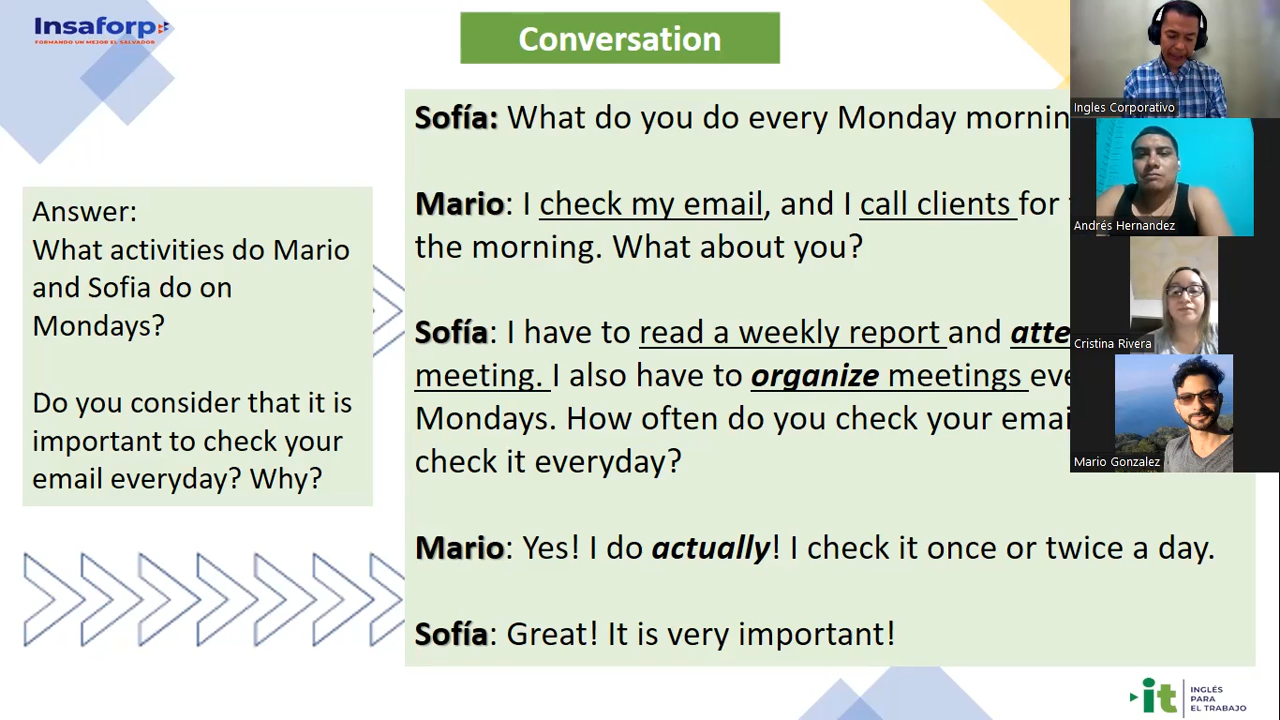 Insaforp
FORMANDO UN MEJOR EL SALVADOR
Conversation
Answer:
What activities do Mario
and Sofia do on
Mondays?
Do you consider that it is
important to check your
email everyday? Why?
Sofía: What do you do every Monday
Mario: I check my email, and I call clients for
the morning. What about you?
Sofía: I have to read a weekly report and
meeting. I also have to organize meetings
Mondays. How often do you check your
check it everyday?
Mario: Yes! I do actually! I check it once or twice a day.
Sofía: Great! It is very important!
Ingles Corporativo
Andrés Hernandez
Cristina Rivera
Mario Gonzalez
it
INGLÉS
PARA
EL TRABAJO